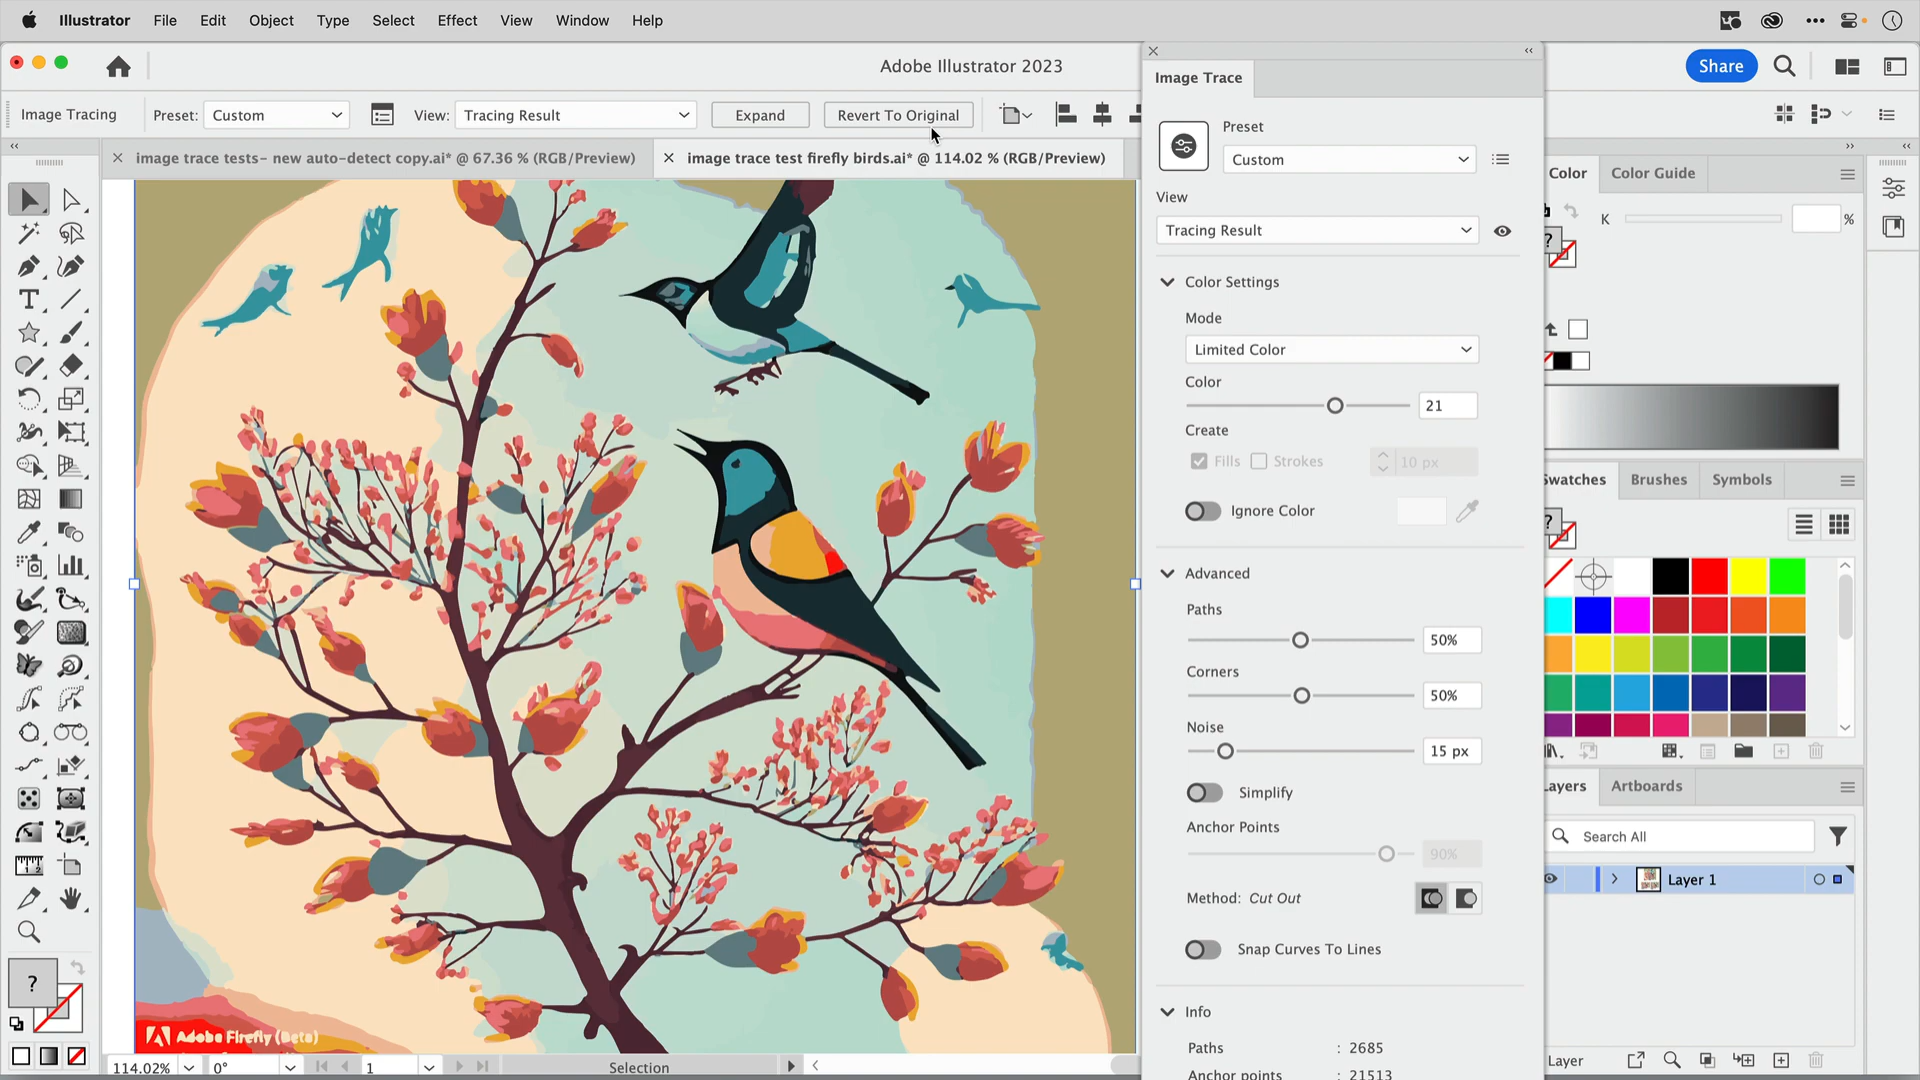 Illustrator File Edit Object Type Select Effect View Window Help
Adobe Illustrator 2023
Share
Image Tracing
Preset: Custom
View: Tracing Result
Expand
Revert To Original
image trace tests- new auto-detect copy.ai* @ 67.36 % (RGB/Preview)
image trace test firefly birds.ai* @ 114.02 % (RGB/Preview)
Adobe Firefly (Beta)
114.02%
0°
1
Selection
Image Trace
Preset
Custom
View
Tracing Result
Color Settings
Mode
Limited Color
Color
21
Create
Fills
Strokes
10 px
Ignore Color
Advanced
Paths
50%
Corners
50%
Noise
15 px
Simplify
Anchor Points
90%
Method: Cut Out
Snap Curves To Lines
Info
Paths : 2685
Anchor points : 21513
Color
Color Guide
K
%
?
Swatches
Brushes
Symbols
?
Layers
Artboards
Search All
Layer 1
Layer
?